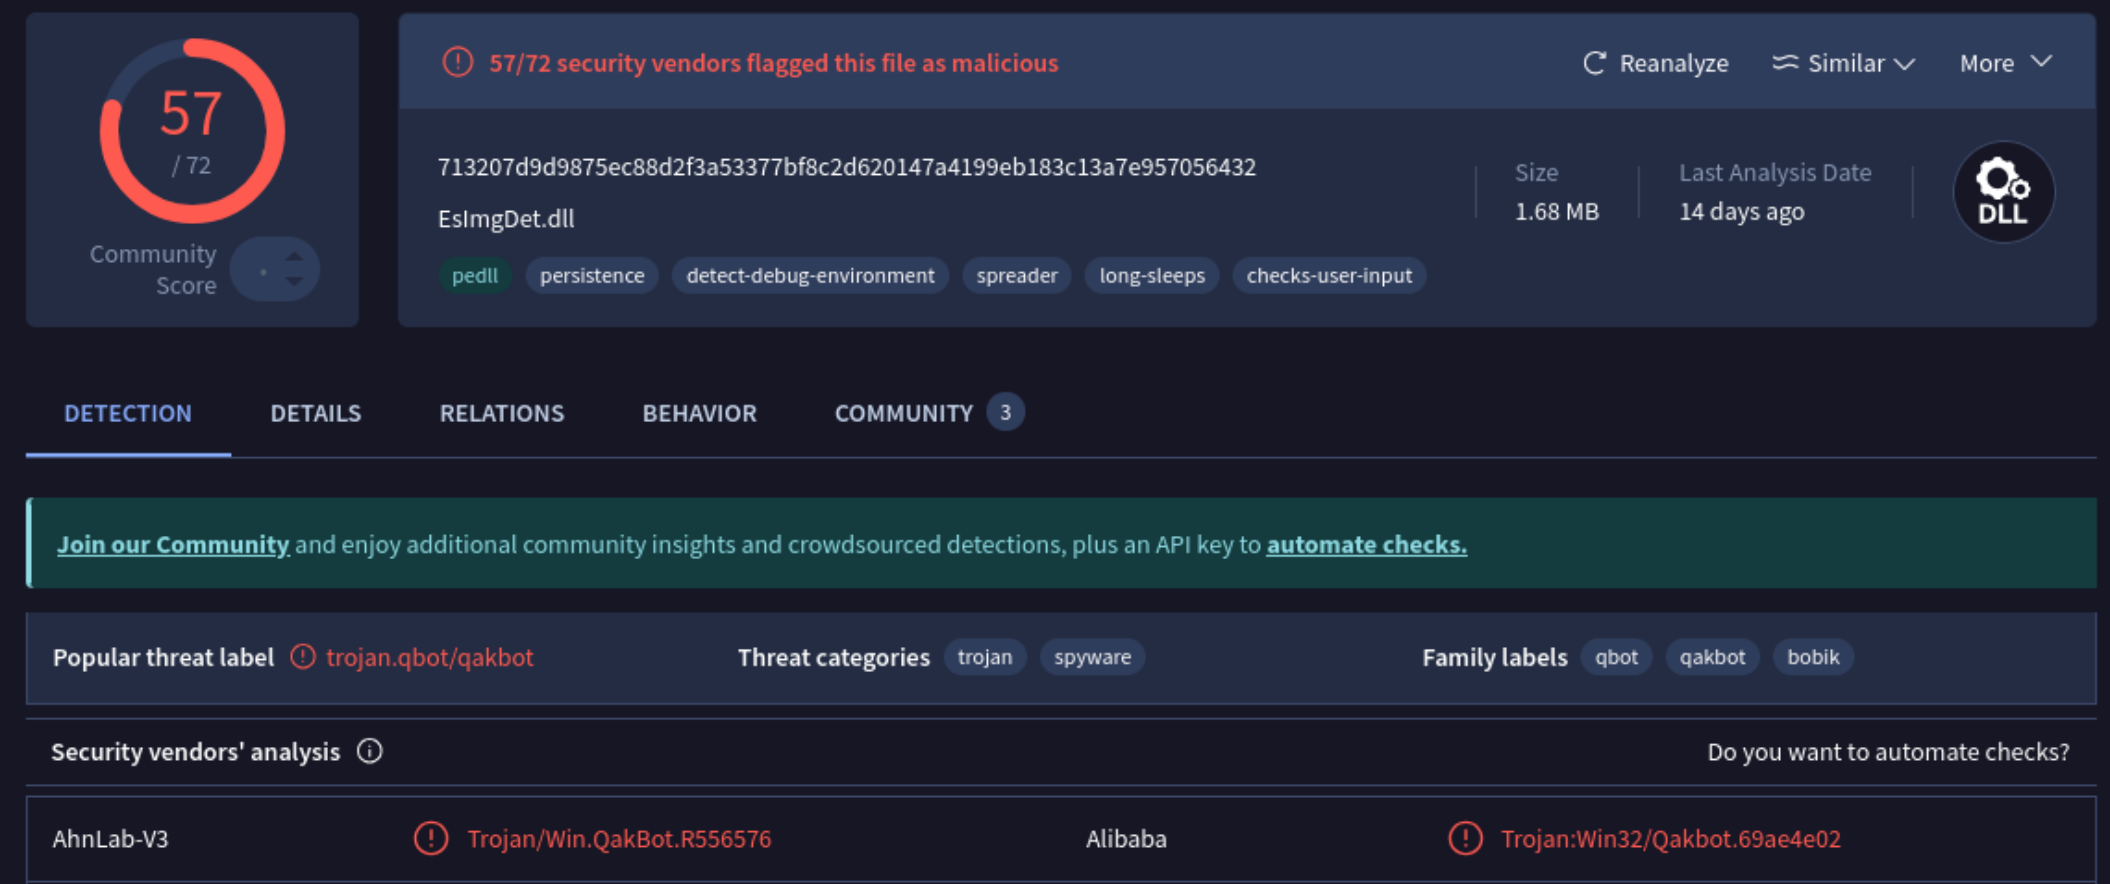 57
/ 72
Community
Score
57/72 security vendors flagged this file as malicious
Reanalyze
Similar
More
713207d9d9875ec88d2f3a53377bf8c2d620147a4199eb183c13a7e957056432
EsImgDet.dll
pedll
persistence
detect-debug-environment
spreader
long-sleeps
checks-user-input
Size
1.68 MB
Last Analysis Date
14 days ago
DLL
DETECTION
DETAILS
RELATIONS
BEHAVIOR
COMMUNITY 3
Join our Community and enjoy additional community insights and crowdsourced detections, plus an API key to automate checks.
Popular threat label trojan.qbot/qakbot
Threat categories trojan spyware
Family labels qbot qakbot bobik
Security vendors' analysis
Do you want to automate checks?
AhnLab-V3
Trojan/Win.QakBot.R556576
Alibaba
Trojan:Win32/Qakbot.69ae4e02